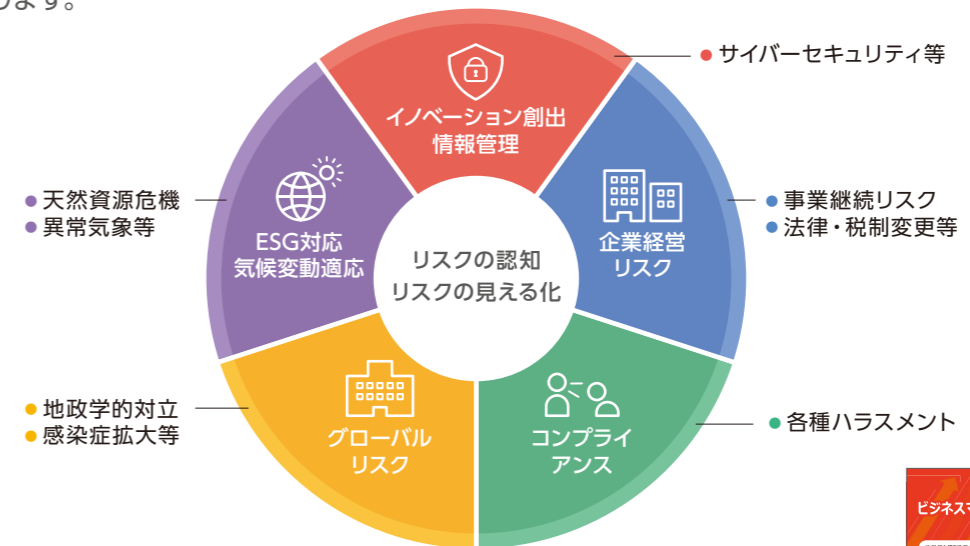 ります。
サイバーセキュリティ等
イノベーション創出
情報管理
天然資源危機
異常気象等
ESG対応
気候変動適応
企業経営
リスク
事業継続リスク
法律・税制変更等
リスクの認知
リスクの見える化
地政学的対立
感染症拡大等
グローバル
リスク
コンプライ
アンス
各種ハラスメント
ビジネス